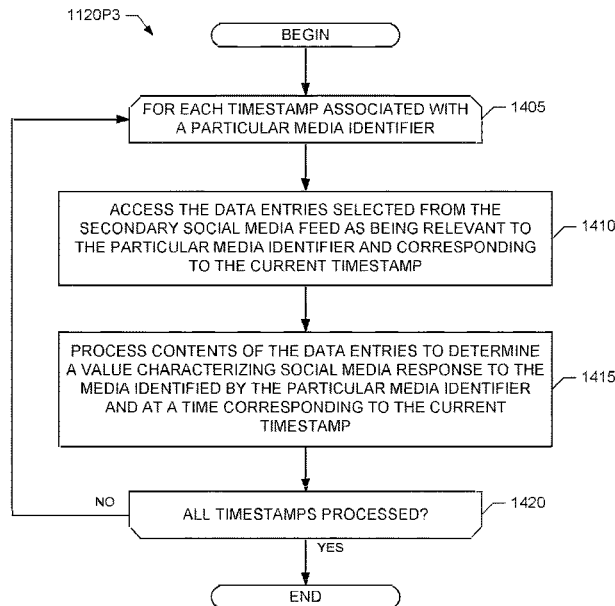 1120P3
BEGIN
FOR EACH TIMESTAMP ASSOCIATED WITH
A PARTICULAR MEDIA IDENTIFIER
1405
ACCESS THE DATA ENTRIES SELECTED FROM THE
SECONDARY SOCIAL MEDIA FEED AS BEING RELEVANT TO
THE PARTICULAR MEDIA IDENTIFIER AND CORRESPONDING
TO THE CURRENT TIMESTAMP
1410
PROCESS CONTENTS OF THE DATA ENTRIES TO DETERMINE
A VALUE CHARACTERIZING SOCIAL MEDIA RESPONSE TO THE
MEDIA IDENTIFIED BY THE PARTICULAR MEDIA IDENTIFIER
AND AT A TIME CORRESPONDING TO THE CURRENT
TIMESTAMP
1415
NO
ALL TIMESTAMPS PROCESSED?
1420
YES
END